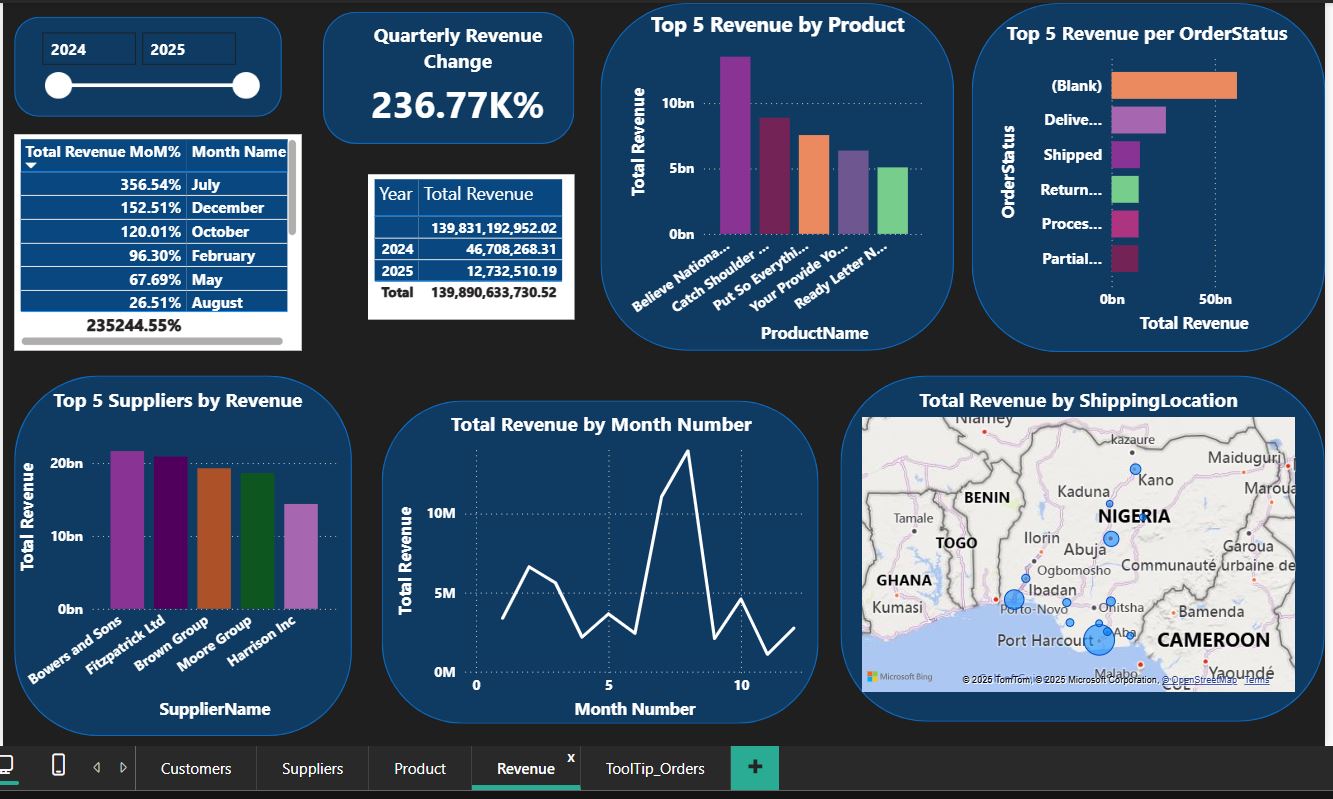 2024 2025
Quarterly Revenue
Change
236.77K%
Top 5 Revenue by Product
Total Revenue
10bn
5bn
0bn
Believe Nationa...
Catch Shoulder ...
Put So Everythi...
Your Provide Yo...
Ready Letter N...
ProductName
Top 5 Revenue per OrderStatus
OrderStatus
(Blank)
Delive...
Shipped
Return...
Proces...
Partial...
0bn 50bn
Total Revenue
Total Revenue MoM% Month Name
356.54% July
152.51% December
120.01% October
96.30% February
67.69% May
26.51% August
235244.55%
Year Total Revenue
139,831,192,952.02
2024 46,708,268.31
2025 12,732,510.19
Total 139,890,633,730.52
Top 5 Suppliers by Revenue
Total Revenue
20bn
10bn
0bn
Bowers and Sons
Fitzpatrick Ltd
Brown Group
Moore Group
Harrison Inc
SupplierName
Total Revenue by Month Number
Total Revenue
10M
5M
0M
0 5 10
Month Number
Total Revenue by ShippingLocation
Niamey
kazaure
Maiduguri
Kano
BENIN
Kaduna
Maroua
Tamale
NIGERIA
Ilorin
TOGO
Abuja
Garoua
Ogbomosho
Communauté urbaine de
GHANA
Ibadan
Kumasi
Porto-Novo
Onitsha
Bamenda
Aba
Port Harcourt
CAMEROON
Malabo
Yaoundé
Microsoft Bing
© 2025 TomTom, © 2025 Microsoft Corporation, © OpenStreetMap Terms
Customers Suppliers Product Revenue x ToolTip_Orders +